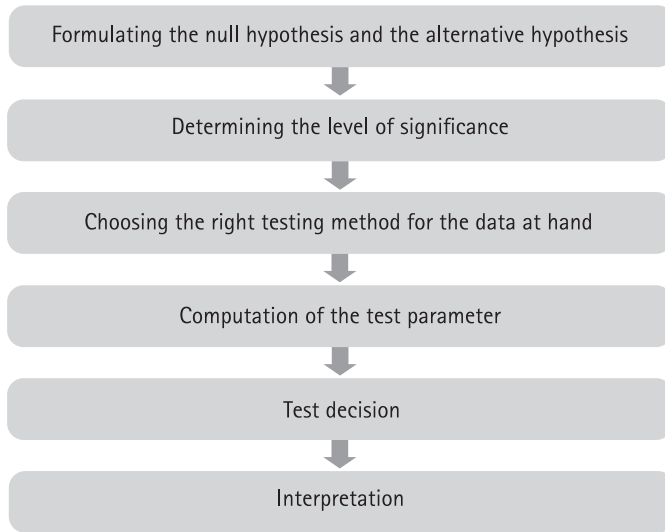 Formulating the null hypothesis and the alternative hypothesis
Determining the level of significance
Choosing the right testing method for the data at hand
Computation of the test parameter
Test decision
Interpretation